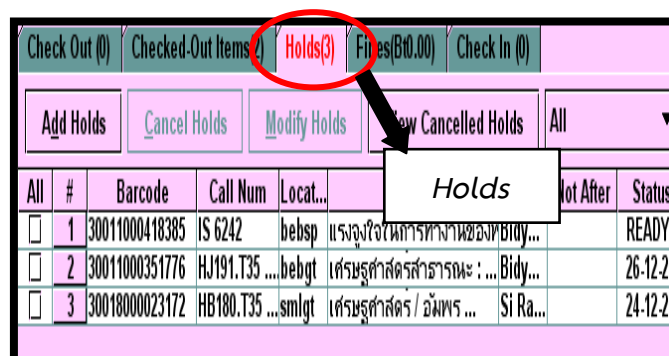 Check Out (0) Checked-Out Items(2) Holds(3) Fines(Bt0.00) Check In (0)
Add Holds Cancel Holds Modify Holds View Cancelled Holds All
Holds
All # Barcode Call Num Locat... Not After Status
1 30011000418385 IS 6242 bebsp แรงจูงใจในการทำงานของพ Bidy... READY
2 30011000351776 HJ191.T35 .... bebgt เศรษฐศาสตร์สาธารณะ : ... Bidy... 26-12-2
3 30018000023172 HB180.T35 ... smlgt เศรษฐศาสตร์ / อัมพร ... Si Ra... 24-12-2